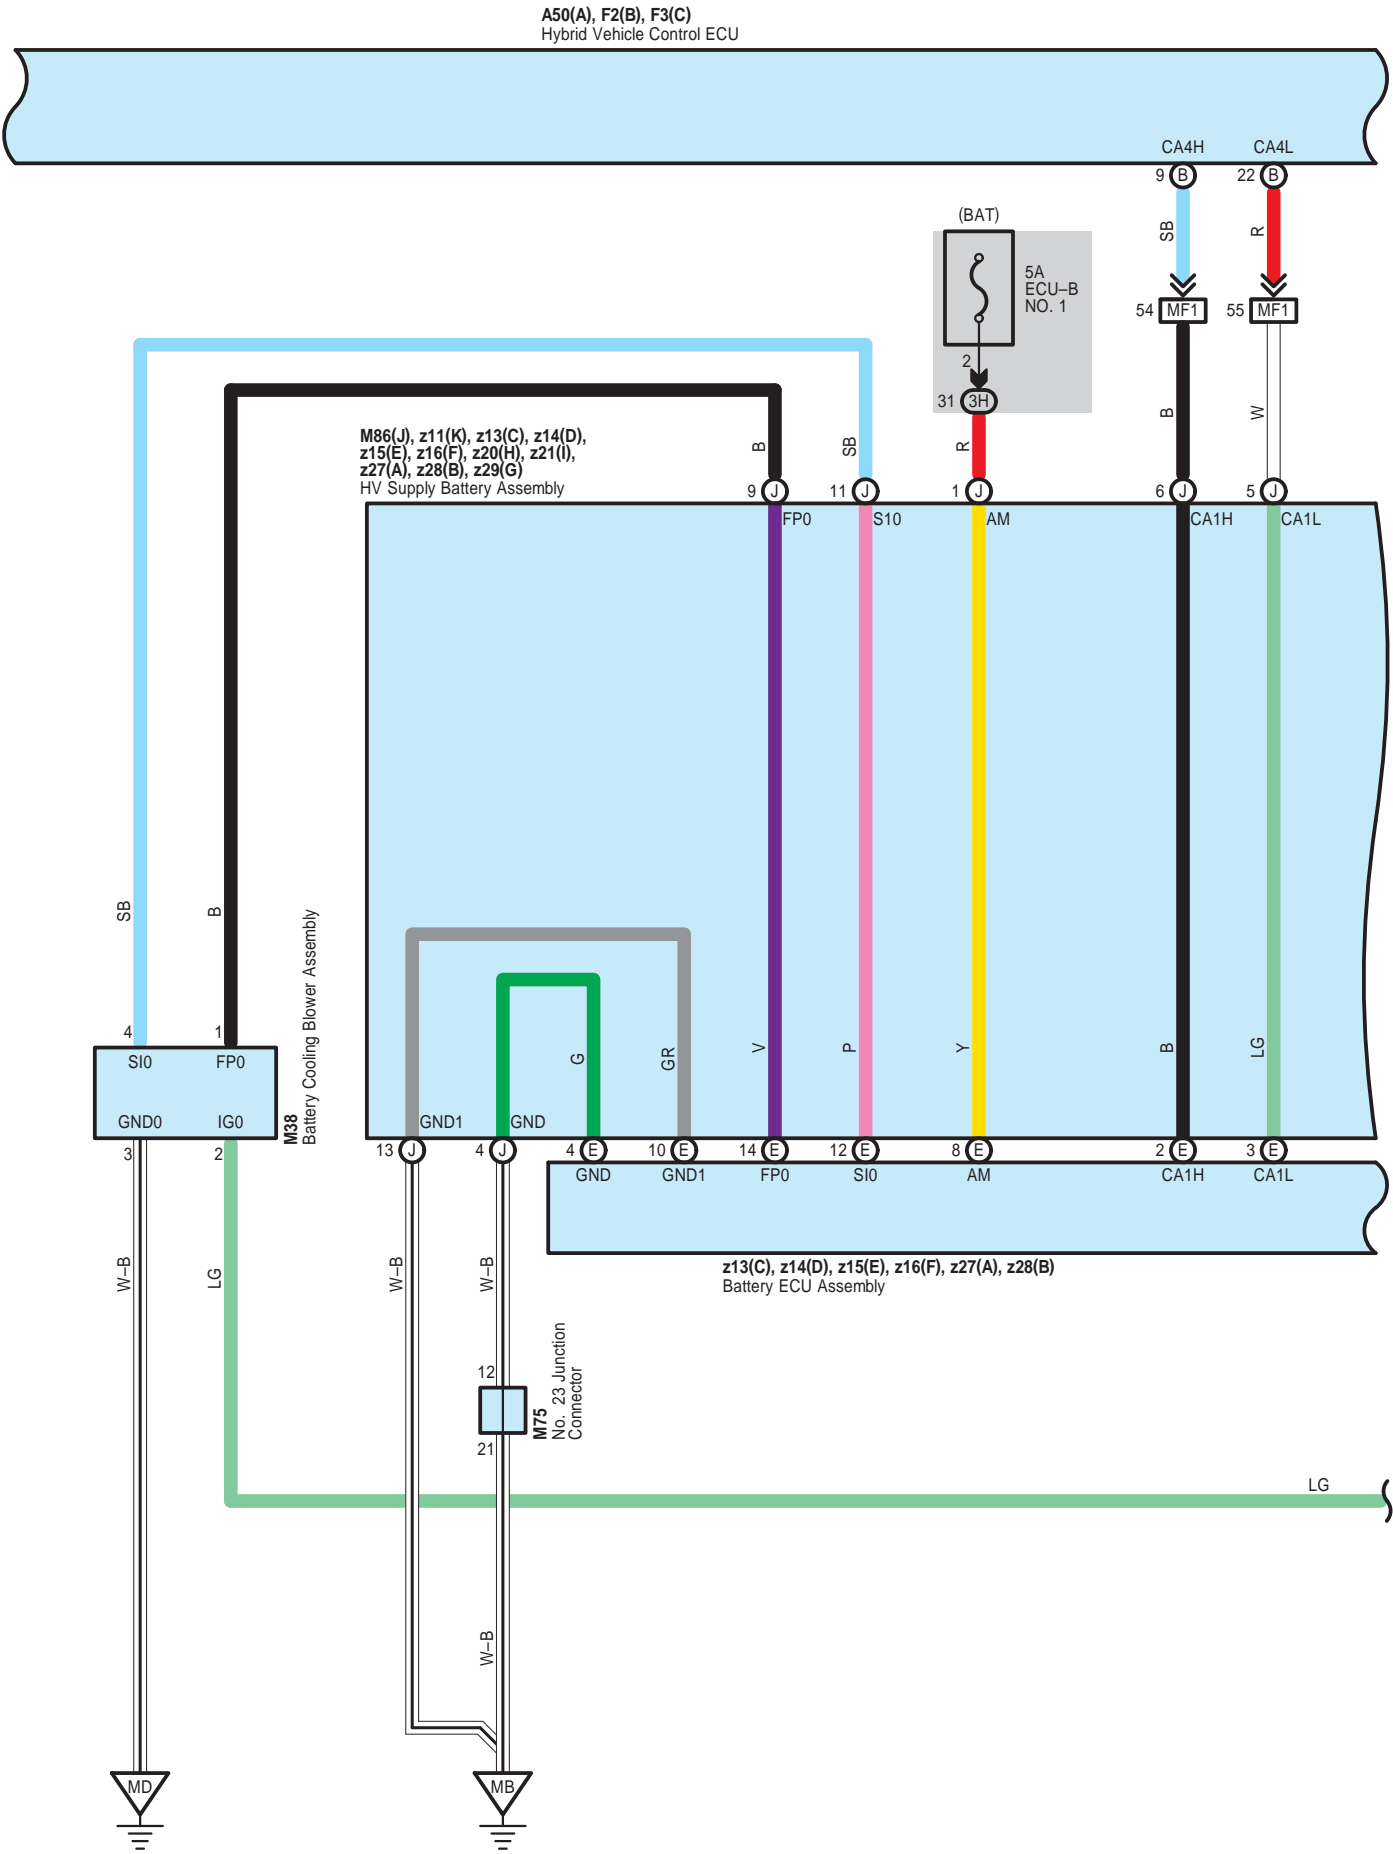 A50(A), F2(B), F3(C)
Hybrid Vehicle Control ECU
CA4H
CA4L
9 B
22 B
SB
R
(BAT)
5A
ECU–B
NO. 1
2
31 3H
54 MF1
55 MF1
B
W
R
M86(J), z11(K), z13(C), z14(D),
z15(E), z16(F), z20(H), z21(I),
z27(A), z28(B), z29(G)
HV Supply Battery Assembly
B
SB
9 J
11 J
1 J
6 J
5 J
FP0
S10
AM
CA1H
CA1L
SB
B
4
1
SI0
FP0
GND0
IG0
3
2
M38
Battery Cooling Blower Assembly
G
GR
V
P
Y
B
LG
GND1
GND
13 J
4 J
4 E
10 E
14 E
12 E
8 E
2 E
3 E
GND
GND1
FP0
SI0
AM
CA1H
CA1L
z13(C), z14(D), z15(E), z16(F), z27(A), z28(B)
Battery ECU Assembly
W–B
LG
W–B
W–B
12
21
M75
No. 23 Junction
Connector
LG
W–B
MD
MB